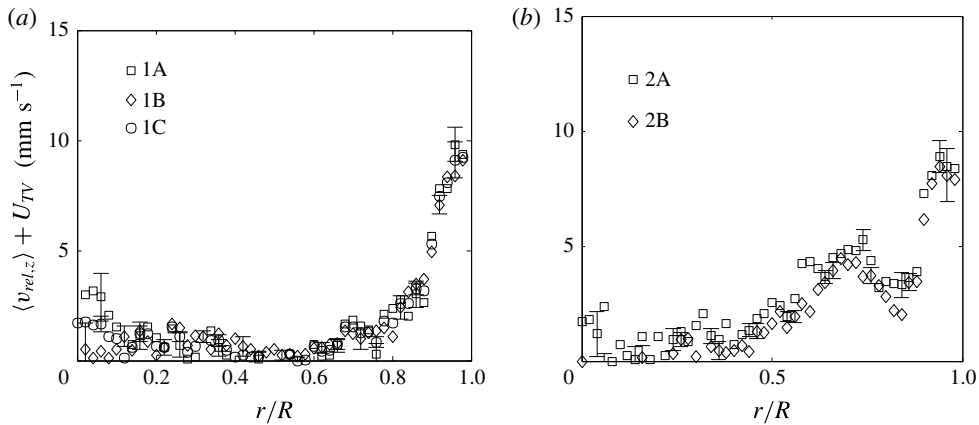 (a)
15
10
5
0
0.2
0.4
0.6
0.8
1.0
r/R
⟨v_{rel,z}⟩ + U_{TV} (mm s⁻¹)
1A
1B
1C
(b)
15
10
5
0
0.5
1.0
r/R
2A
2B